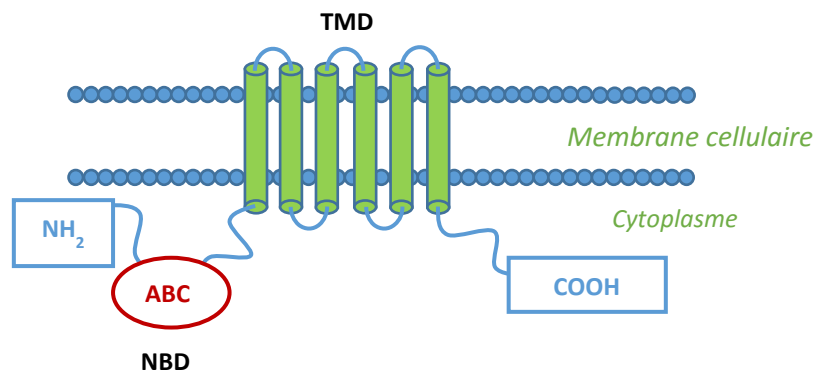 TMD
Membrane cellulaire
Cytoplasme
NH2
ABC
COOH
NBD